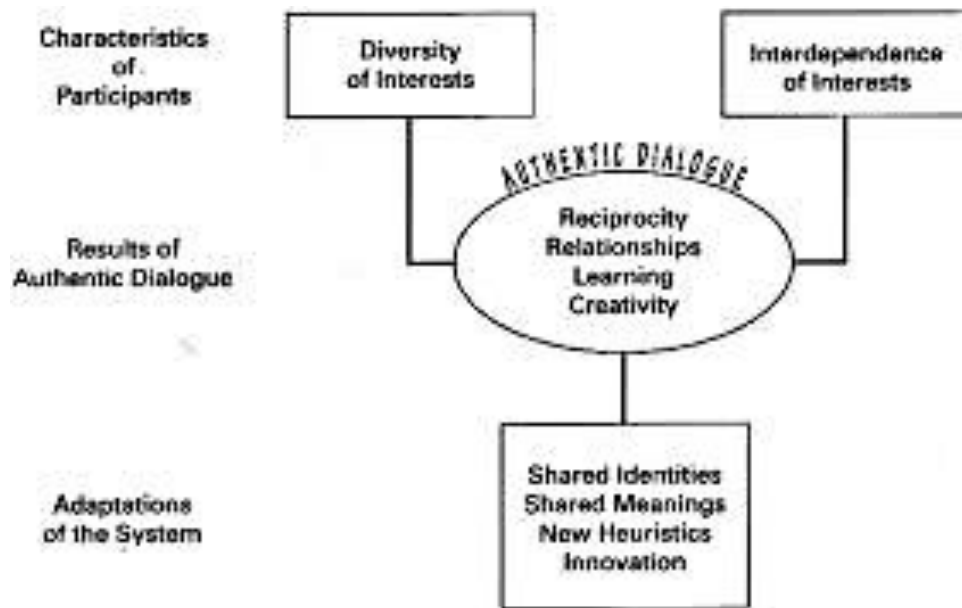 Characteristics
of
Participants
Diversity
of Interests
Interdependence
of Interests
AUTHENTIC DIALOGUE
Results of
Authentic Dialogue
Reciprocity
Relationships
Learning
Creativity
Adaptations
of the System
Shared Identities
Shared Meanings
New Heuristics
Innovation